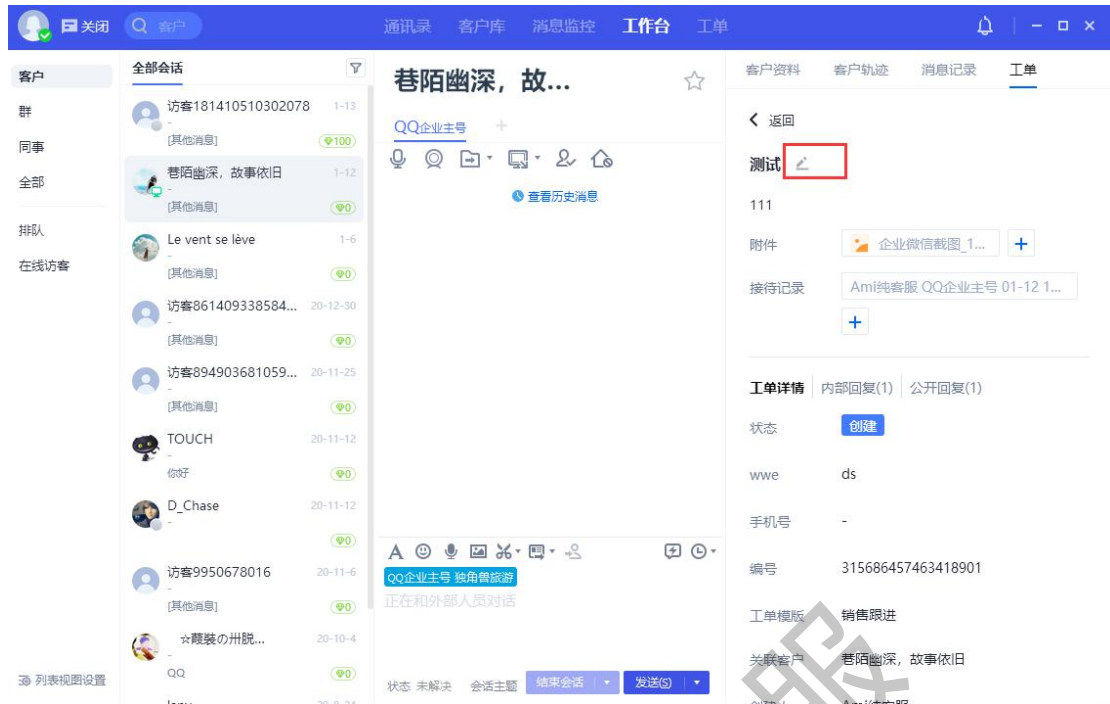 关闭
客户
通讯录 客户库 消息监控 工作台 工单
客户
群
同事
全部
排队
在线访客
列表视图设置
全部会话
访客181410510302078 1-13
-
[其他消息] 100
巷陌幽深，故事依旧 1-12
-
[其他消息] 0
Le vent se lève 1-6
-
[其他消息] 0
访客861409338584... 20-12-30
-
[其他消息] 0
访客894903681059... 20-11-25
-
[其他消息] 0
TOUCH 20-11-12
-
你好 0
D_Chase 20-11-12
-
0
访客9950678016 20-11-6
-
[其他消息] 0
20-10-4
-
QQ 0
巷陌幽深，故...
QQ企业主号 +
查看历史消息
QQ企业主号 独角兽旅游
正在和外部人员对话
状态 未解决 会话主题 结束会话 发送(S)
客户资料 客户轨迹 消息记录 工单
返回
测试
111
附件 企业微信截图_1... +
接待记录 Ami纯客服 QQ企业主号 01-12 1...
+
工单详情 内部回复(1) 公开回复(1)
状态 创建
wwe ds
手机号 -
编号 315686457463418901
工单模版 销售跟进
关联客户 巷陌幽深，故事依旧